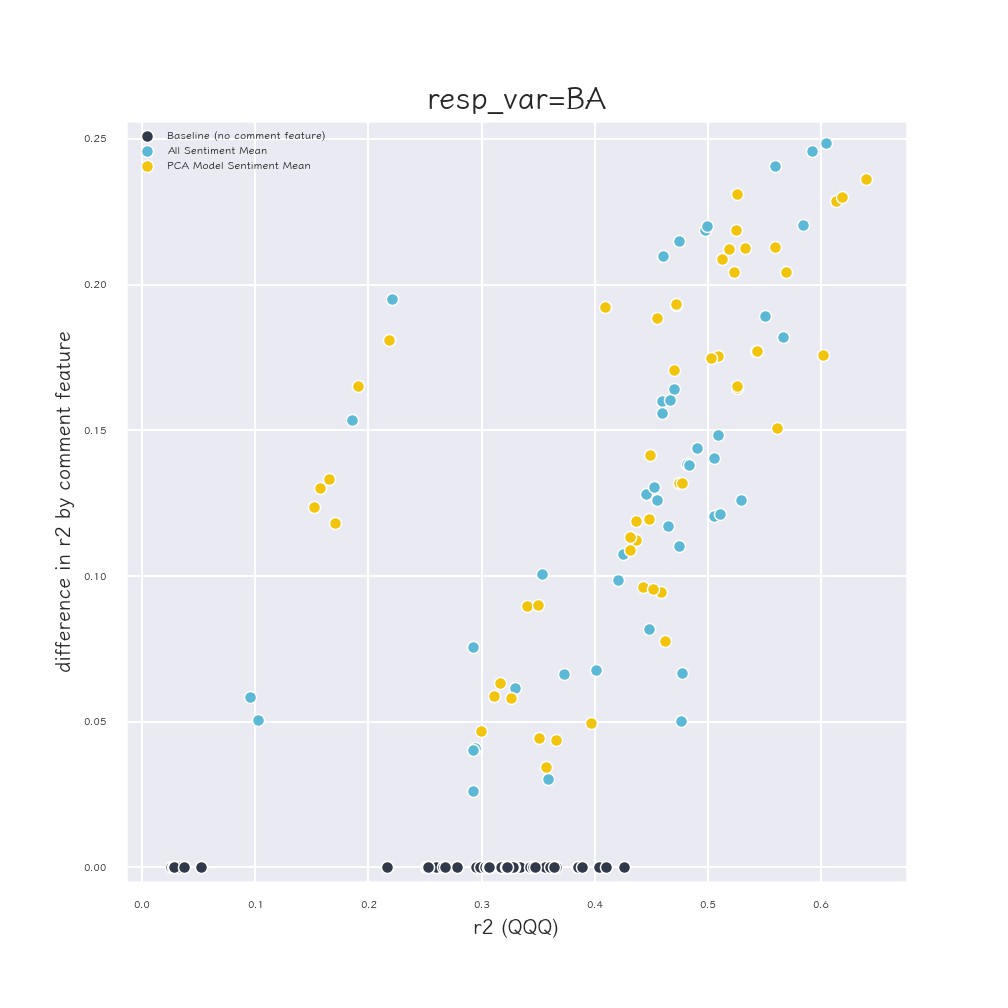 resp_var=BA
Baseline (no comment feature)
All Sentiment Mean
PCA Model Sentiment Mean
0.25
0.20
0.15
0.10
0.05
0.00
difference in r2 by comment feature
0.0 0.1 0.2 0.3 0.4 0.5 0.6
r2 (QQQ)